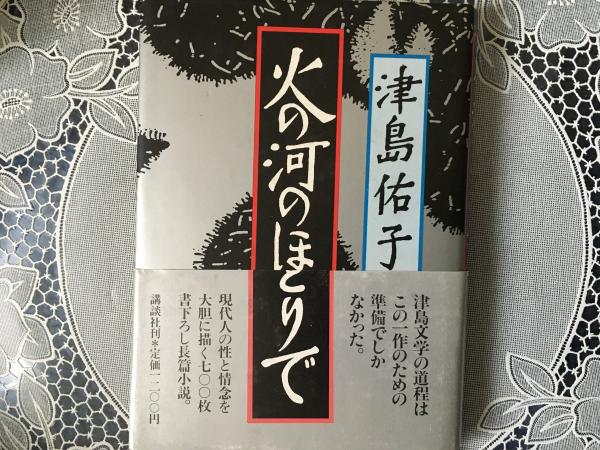 津島佑子
火の河のほとりで
津島文学の道程は
この一作のための
準備でしか
なかった。
現代人の性と情念を
大胆に描く七〇〇枚
書下ろし長篇小説。
講談社刊*定価一二〇〇円